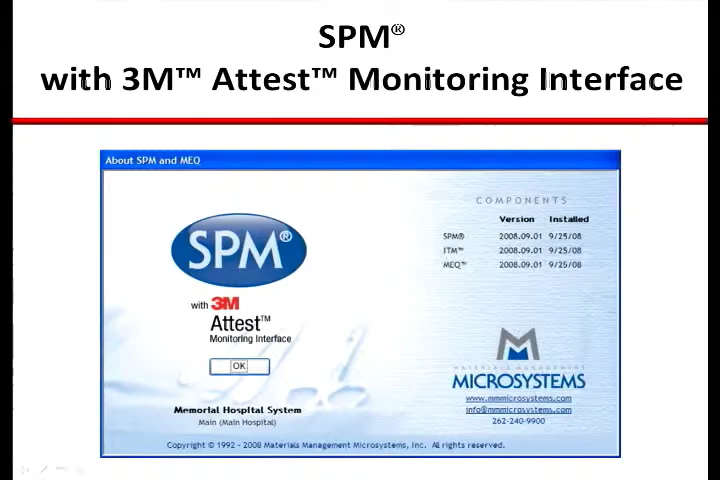 SPM®
with 3M™ Attest™ Monitoring Interface
About SPM and MEQ
COMPONENTS
Version Installed
SPM® 2008.09.01 9/25/08
ITM™ 2008.09.01 9/25/08
MEQ™ 2008.09.01 9/25/08
SPM®
with 3M
Attest™
Monitoring Interface
OK
MATERIALS MANAGEMENT
MICROSYSTEMS
www.mmmicrosystems.com
info@mmmicrosystems.com
262-240-9900
Memorial Hospital System
Main (Main Hospital)
Copyright © 1992 - 2008 Materials Management Microsystems, Inc. All rights reserved.